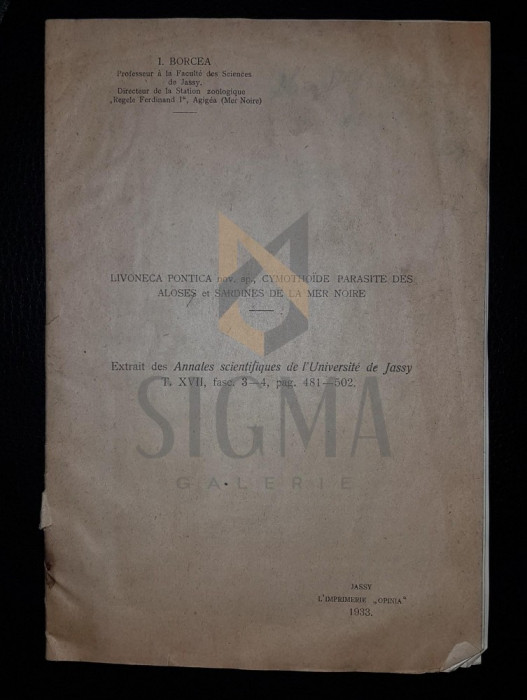 I. BORCEA
Professeur à la Faculté des Sciences
de Jassy,
Directeur de la Station zoologique
„Regele Ferdinand I", Agigéa (Mer Noire)
LIVONECA PONTICA nov. sp., CYMOTHOÏDE PARASITE DES
ALOSES et SARDINES DE LA MER NOIRE
Extrait des Annales scientifiques de l'Université de Jassy
T. XVII, fasc. 3—4, pag. 481—502.
SIGMA
GALERIE
JASSY
L'IMPRIMERIE „OPINIA"
1933.